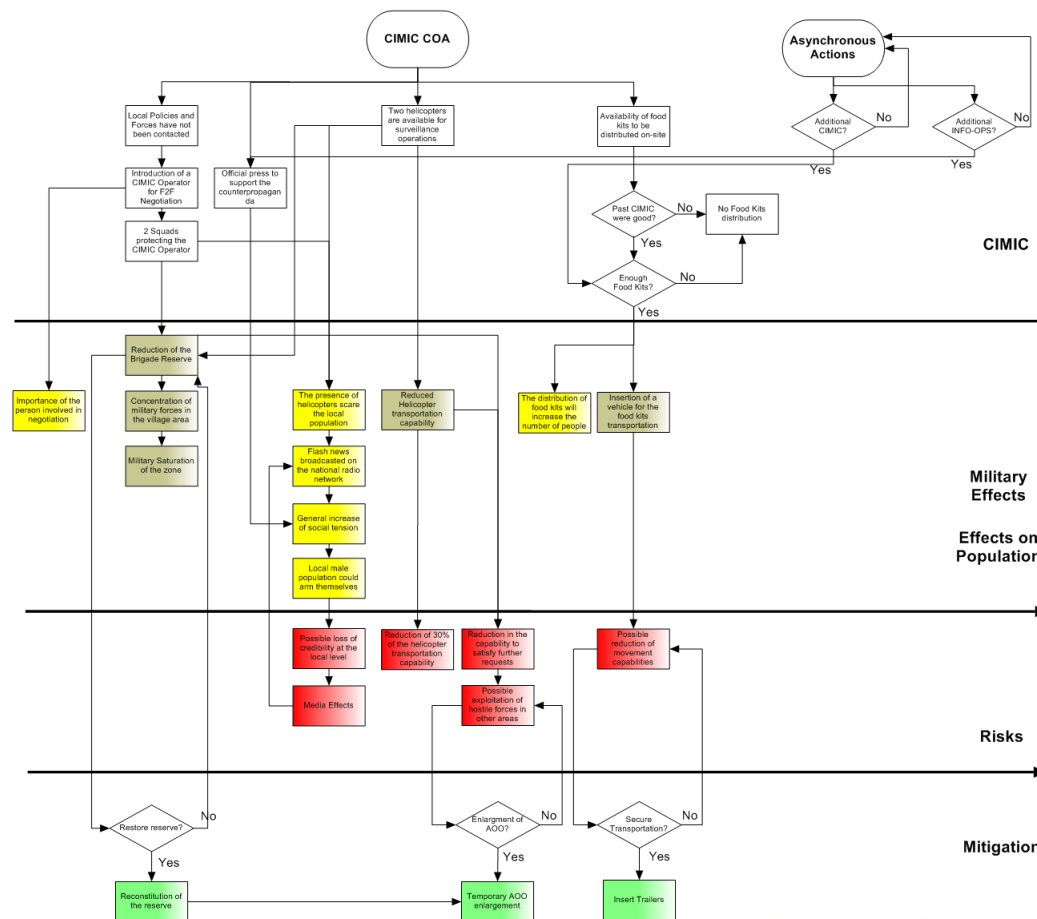 CIMIC COA
Asynchronous
Actions
Local Policies and
Forces have not
been contacted
Two helicopters
are available for
surveillance
operations
Availability of food
kits to be
distributed on-site
Additional
CIMIC?
No
Additional
INFO-OPS?
No
Yes
Yes
Introduction of a
CIMIC Operator
for F2F
Negotiation
Official press to
support the
counterpropagan
da
Past CIMIC
were good?
No
No Food Kits
distribution
Yes
2 Squads
protecting the
CIMIC Operator
CIMIC
Enough
Food Kits?
No
Yes
Reduction of the
Brigade Reserve
Importance of the
person involved in
negotiation
Concentration of
military forces in
the village area
The presence of
helicopters scare
the local
population
Reduced
Helicopter
transportation
capability
The distribution of
food kits will
increase the
number of people
Insertion of a
vehicle for the
food kits
transportation
Military Saturation
of the zone
Flash news
broadcasted on
the national radio
network
Military
Effects
General increase
of social tension
Effects on
Population
Local male
population could
arm themselves
Possible loss of
credibility at the
local level
Reduction of 30%
of the helicopter
transportation
capability
Reduction in the
capability to
satisfy further
requests
Possible
reduction of
movement
capabilities
Media Effects
Possible
exploitation of
hostile forces in
other areas
Risks
Restore reserve?
No
Enlargment of
AOO?
No
Secure
Transportation?
No
Mitigation
Yes
Yes
Yes
Reconstitution of
the reserve
Temporary AOO
enlargement
Insert Trailers